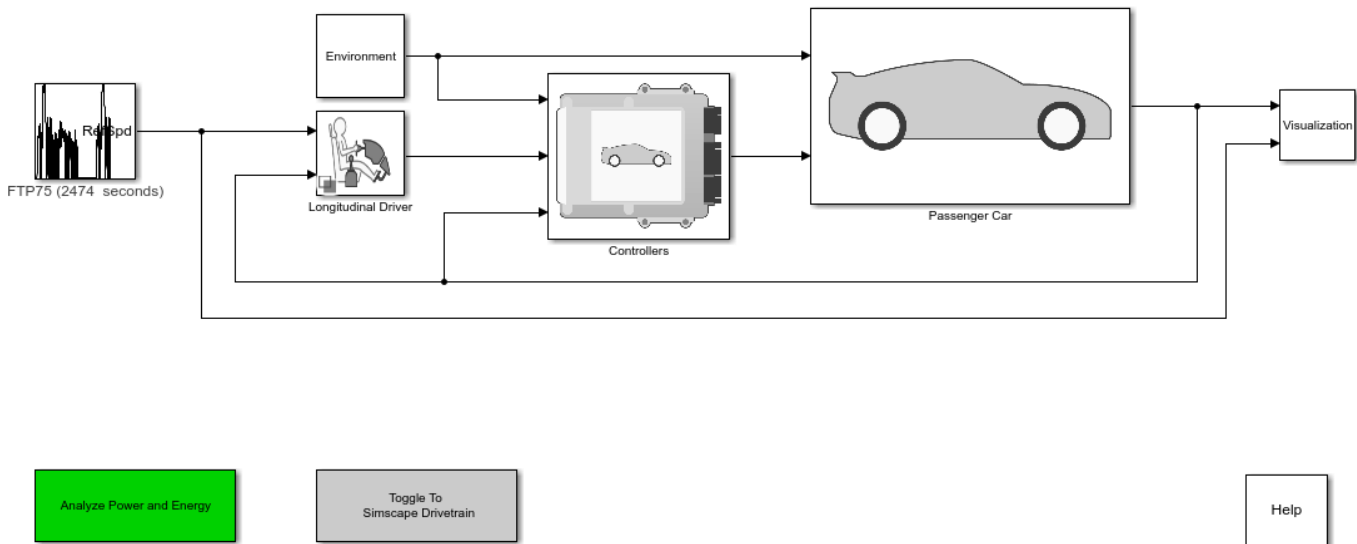 Environment
RefSpd
FTP75 (2474  seconds)
Longitudinal Driver
Controllers
Passenger Car
Visualization
Analyze Power and Energy
Toggle To
Simscape Drivetrain
Help